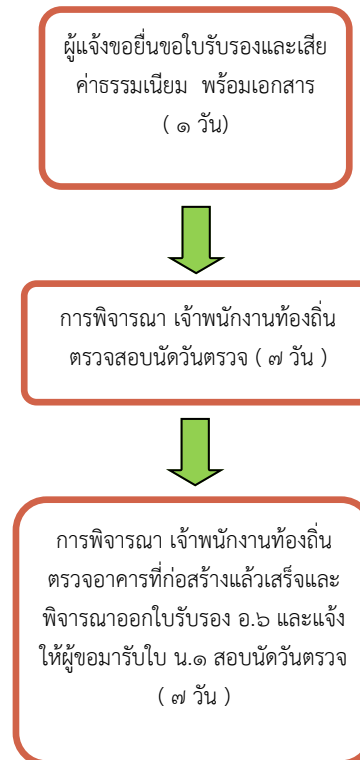 ผู้แจ้งขอยื่นขอใบรับรองและเสีย
ค่าธรรมเนียม พร้อมเอกสาร
( ๑ วัน)
การพิจารณา เจ้าพนักงานท้องถิ่น
ตรวจสอบนัดวันตรวจ ( ๗ วัน )
การพิจารณา เจ้าพนักงานท้องถิ่น
ตรวจอาคารที่ก่อสร้างแล้วเสร็จและ
พิจารณาออกใบรับรอง อ.๖ และแจ้ง
ให้ผู้ขอมารับใบ น.๑ สอบนัดวันตรวจ
( ๗ วัน )